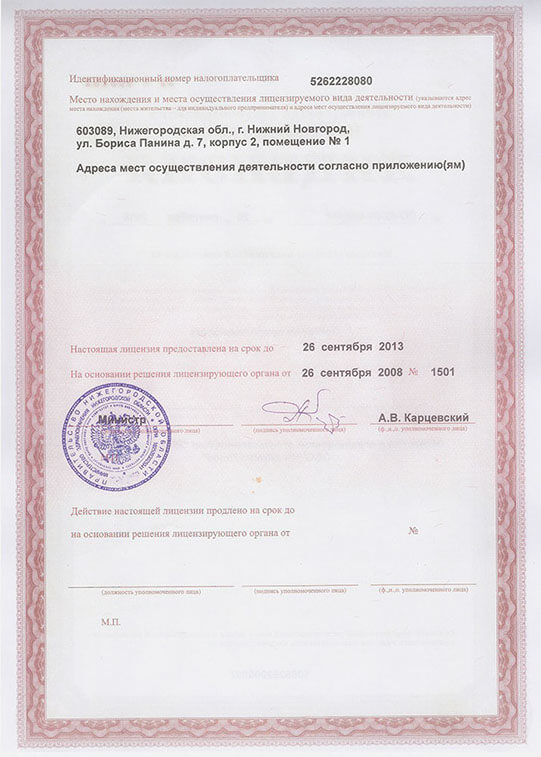 Идентификационный номер налогоплательщика 5262228080
Место нахождения и места осуществления лицензируемого вида деятельности (указываются адрес
места нахождения (места жительства – для индивидуального предпринимателя) и адреса мест осуществления лицензируемого вида деятельности)
603089, Нижегородская обл., г. Нижний Новгород,
ул. Бориса Панина д. 7, корпус 2, помещение № 1
Адреса мест осуществления деятельности согласно приложению(ям)
Настоящая лицензия предоставлена на срок до 26 сентября 2013
На основании решения лицензирующего органа от 26 сентября 2008 № 1501
Министр А.В. Карцевский
(подпись уполномоченного лица) (ф.,и.,о. уполномоченного лица)
ПРАВИТЕЛЬСТВО НИЖЕГОРОДСКОЙ ОБЛАСТИ
Действие настоящей лицензии продлено на срок до
на основании решения лицензирующего органа от №
(должность уполномоченного лица) (подпись уполномоченного лица) (ф.,и.,о. уполномоченного лица)
М.П.